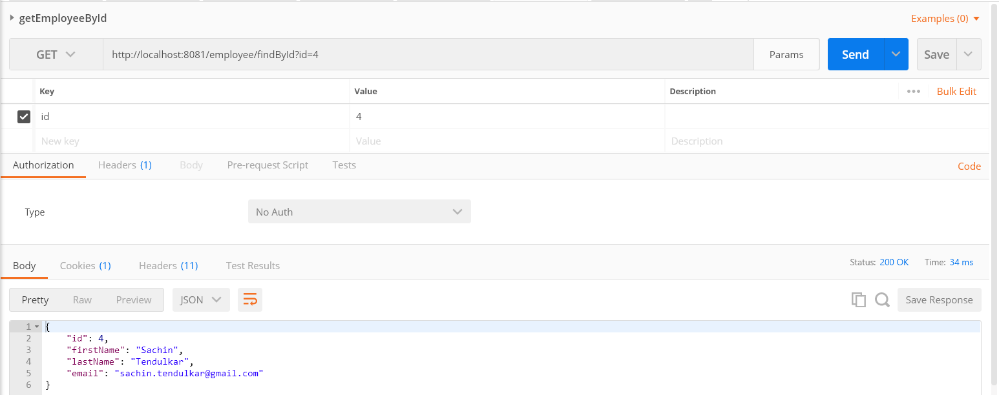 getEmployeeById Examples (0)
GET http://localhost:8081/employee/findById?id=4 Params Send Save
Key Value Description ••• Bulk Edit
id 4
New key Value Description
Authorization Headers (1) Body Pre-request Script Tests Code
Type No Auth
Body Cookies (1) Headers (11) Test Results Status: 200 OK Time: 34 ms
Pretty Raw Preview JSON Save Response
1 {
2 "id": 4,
3 "firstName": "Sachin",
4 "lastName": "Tendulkar",
5 "email": "sachin.tendulkar@gmail.com"
6 }